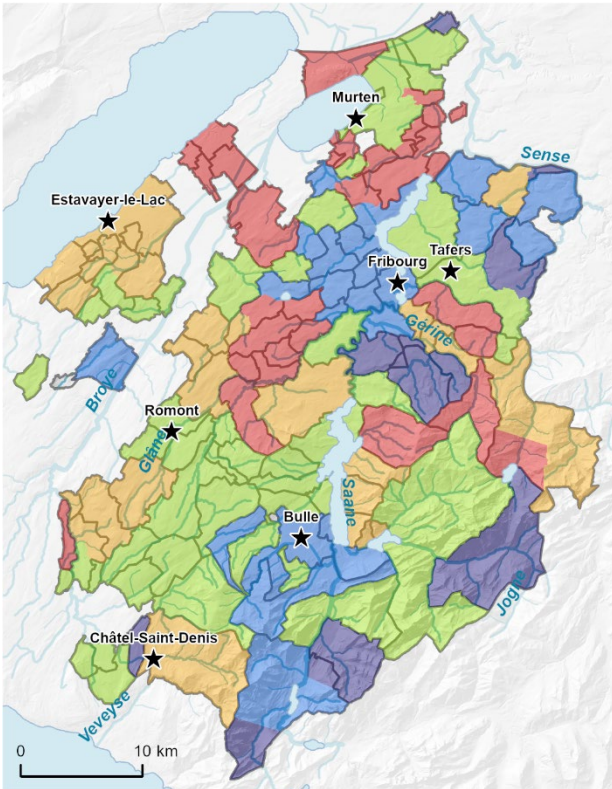 Murten
Sense
Estavayer-le-Lac
Tafers
Fribourg
Gérine
Broye
Romont
Glâne
Saane
Bulle
Jogne
Châtel-Saint-Denis
Veveyse
0 10 km